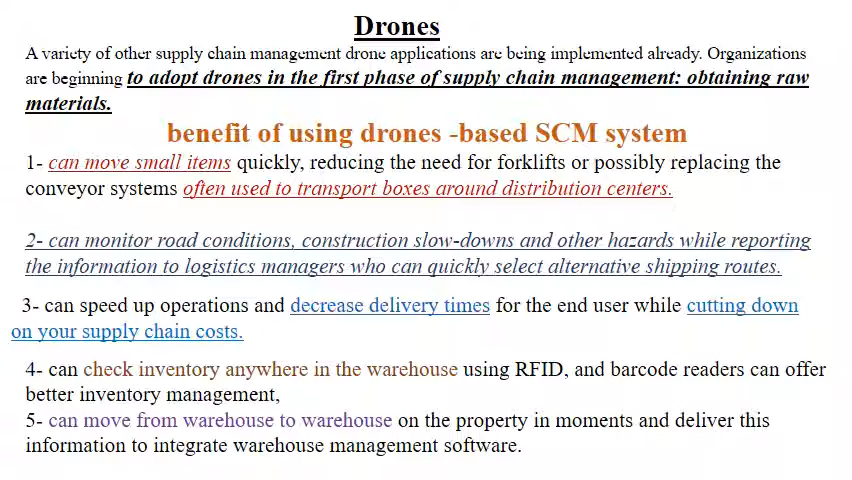 Drones
A variety of other supply chain management drone applications are being implemented already. Organizations
are beginning to adopt drones in the first phase of supply chain management: obtaining raw
materials.
benefit of using drones -based SCM system
1- can move small items quickly, reducing the need for forklifts or possibly replacing the
conveyor systems often used to transport boxes around distribution centers.
2- can monitor road conditions, construction slow-downs and other hazards while reporting
the information to logistics managers who can quickly select alternative shipping routes.
3- can speed up operations and decrease delivery times for the end user while cutting down
on your supply chain costs.
4- can check inventory anywhere in the warehouse using RFID, and barcode readers can offer
better inventory management,
5- can move from warehouse to warehouse on the property in moments and deliver this
information to integrate warehouse management software.